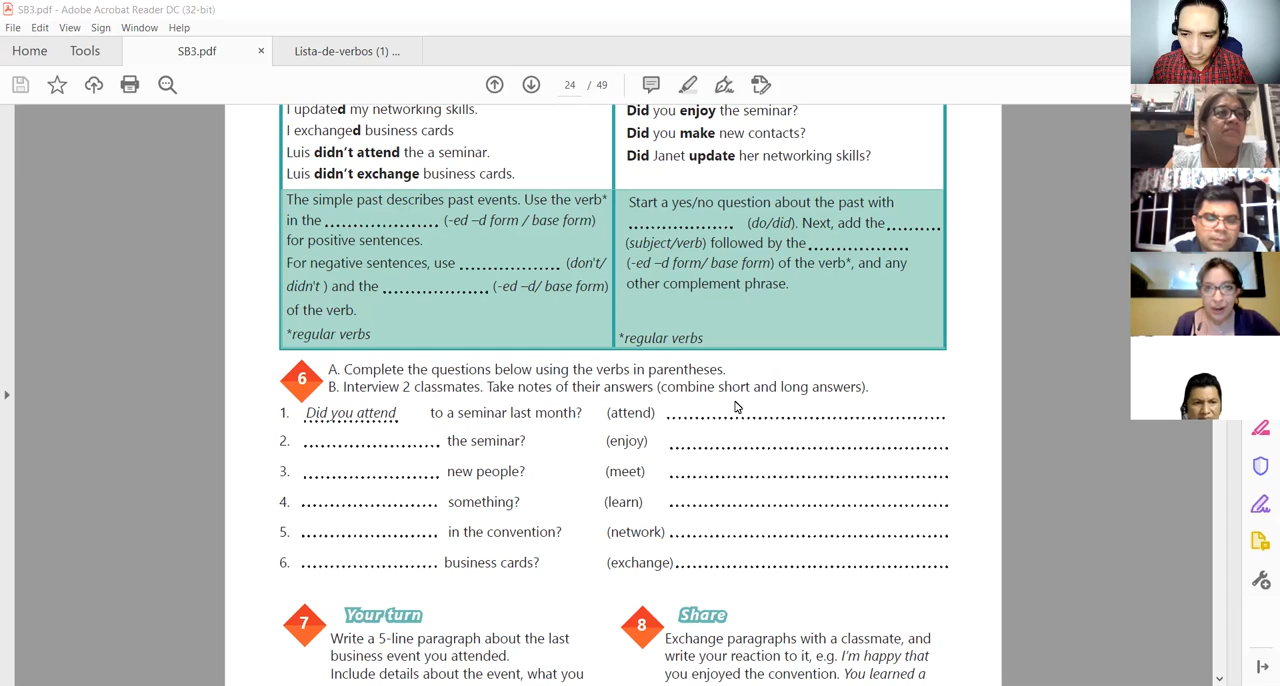 SB3.pdf - Adobe Acrobat Reader DC (32-bit)
File Edit View Sign Window Help
Home Tools SB3.pdf × Lista-de-verbos (1) ...
24 / 49
I updated my networking skills.
I exchanged business cards
Luis didn't attend the a seminar.
Luis didn't exchange business cards.
Did you enjoy the seminar?
Did you make new contacts?
Did Janet update her networking skills?
The simple past describes past events. Use the verb*
in the .................... (-ed –d form / base form)
for positive sentences.
For negative sentences, use .................. (don't/
didn't ) and the ................... (-ed –d/ base form)
of the verb.
*regular verbs
Start a yes/no question about the past with
................... (do/did). Next, add the..........
(subject/verb) followed by the ..................
(-ed –d form/ base form) of the verb*, and any
other complement phrase.
*regular verbs
6
A. Complete the questions below using the verbs in parentheses.
B. Interview 2 classmates. Take notes of their answers (combine short and long answers).
1. Did you attend to a seminar last month? (attend) ..................................................
2. ......................... the seminar? (enjoy) ..................................................
3. ......................... new people? (meet) ..................................................
4. ......................... something? (learn) ..................................................
5. ......................... in the convention? (network) ..................................................
6. ......................... business cards? (exchange)..................................................
7 Your turn
Write a 5-line paragraph about the last
business event you attended.
Include details about the event, what you
8 Share
Exchange paragraphs with a classmate, and
write your reaction to it, e.g. I'm happy that
you enjoyed the convention. You learned a